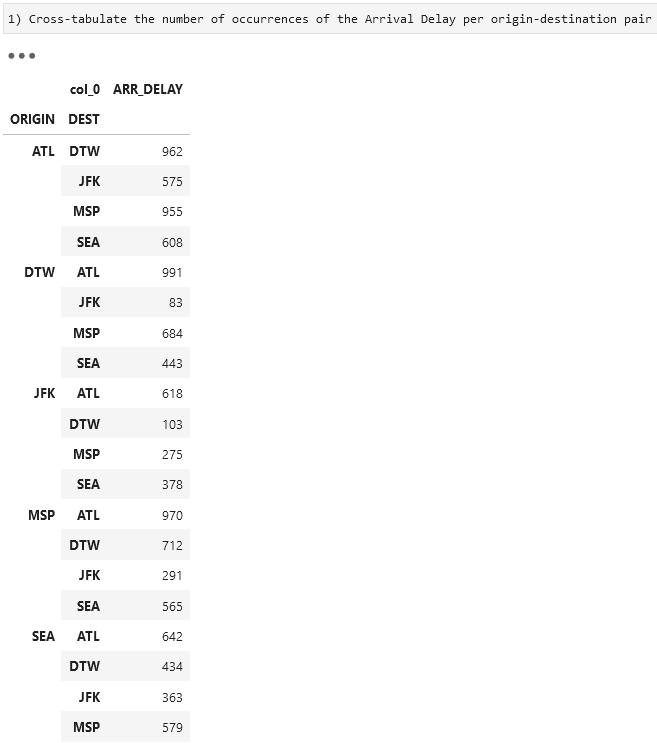 1) Cross-tabulate the number of occurrences of the Arrival Delay per origin-destination pair
col_0 ARR_DELAY
ORIGIN DEST
ATL DTW 962
JFK 575
MSP 955
SEA 608
DTW ATL 991
JFK 83
MSP 684
SEA 443
JFK ATL 618
DTW 103
MSP 275
SEA 378
MSP ATL 970
DTW 712
JFK 291
SEA 565
SEA ATL 642
DTW 434
JFK 363
MSP 579